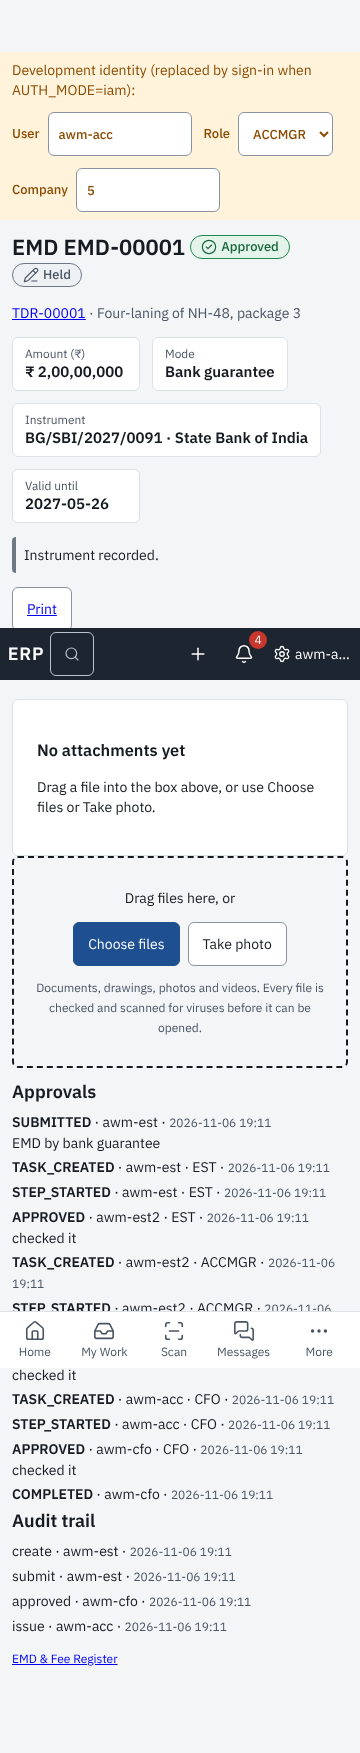 Development identity (replaced by sign-in when
AUTH_MODE=iam):
User awm-acc Role ACCMGR
Company 5
EMD EMD-00001 Approved
Held
TDR-00001 · Four-laning of NH-48, package 3
Amount (₹) Mode
₹ 2,00,00,000 Bank guarantee
Instrument
BG/SBI/2027/0091 · State Bank of India
Valid until
2027-05-26
Instrument recorded.
Print
ERP 4 awm-a...
No attachments yet
Drag a file into the box above, or use Choose
files or Take photo.
Drag files here, or
Choose files Take photo
Documents, drawings, photos and videos. Every file is
checked and scanned for viruses before it can be
opened.
Approvals
SUBMITTED · awm-est · 2026-11-06 19:11
EMD by bank guarantee
TASK_CREATED · awm-est · EST · 2026-11-06 19:11
STEP_STARTED · awm-est · EST · 2026-11-06 19:11
APPROVED · awm-est2 · EST · 2026-11-06 19:11
checked it
TASK_CREATED · awm-est2 · ACCMGR · 2026-11-06
19:11
STEP_STARTED · awm-est2 · ACCMGR · 2026-11-06
Home My Work Scan Messages More
checked it
TASK_CREATED · awm-acc · CFO · 2026-11-06 19:11
STEP_STARTED · awm-acc · CFO · 2026-11-06 19:11
APPROVED · awm-cfo · CFO · 2026-11-06 19:11
checked it
COMPLETED · awm-cfo · 2026-11-06 19:11
Audit trail
create · awm-est · 2026-11-06 19:11
submit · awm-est · 2026-11-06 19:11
approved · awm-cfo · 2026-11-06 19:11
issue · awm-acc · 2026-11-06 19:11
EMD & Fee Register